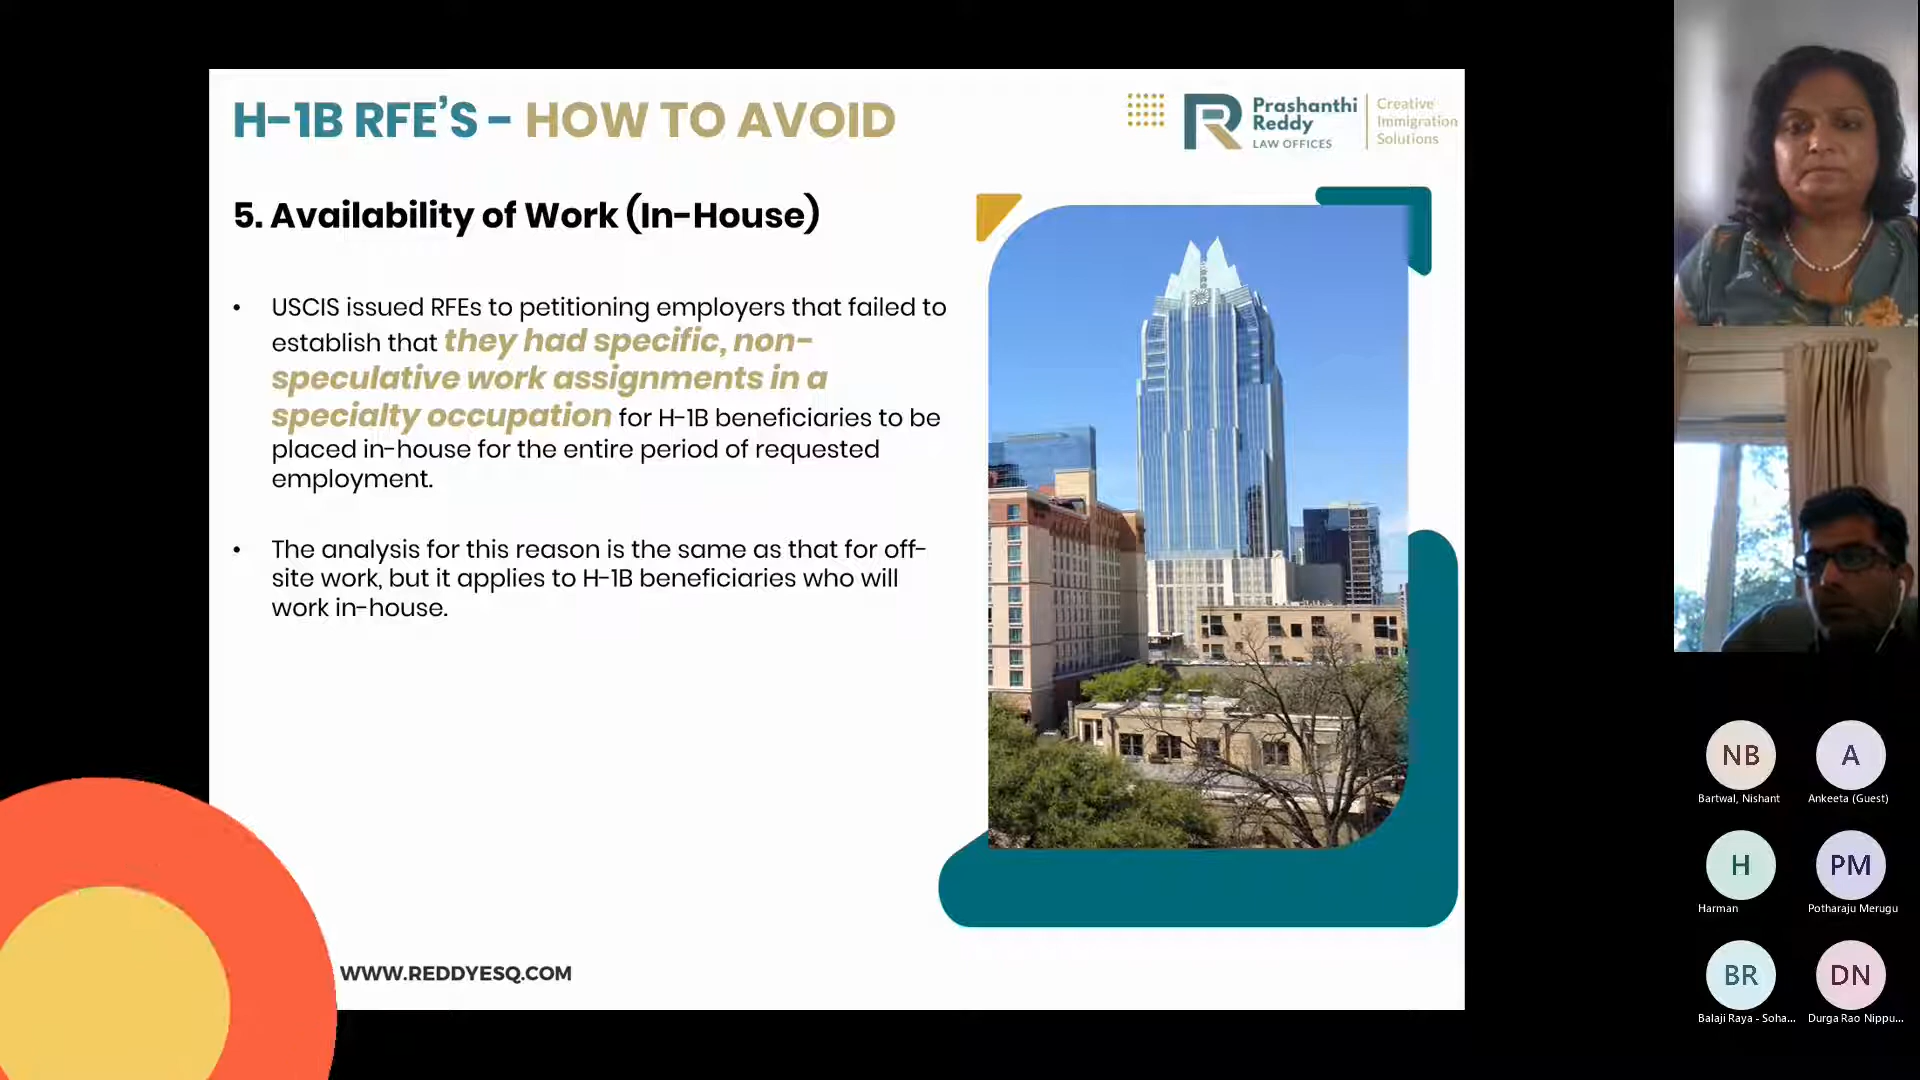 H-1B RFE'S - HOW TO AVOID
Prashanthi
Reddy
LAW OFFICES
Creative
Immigration
Solutions
5. Availability of Work (In-House)
• USCIS issued RFEs to petitioning employers that failed to
establish that they had specific, non-
speculative work assignments in a
specialty occupation for H-1B beneficiaries to be
placed in-house for the entire period of requested
employment.
• The analysis for this reason is the same as that for off-
site work, but it applies to H-1B beneficiaries who will
work in-house.
WWW.REDDYESQ.COM
NB
Bartwal, Nishant
A
Ankeeta (Guest)
H
Harman
PM
Potharaju Merugu
BR
Balaji Raya - Soha...
DN
Durga Rao Nippu...